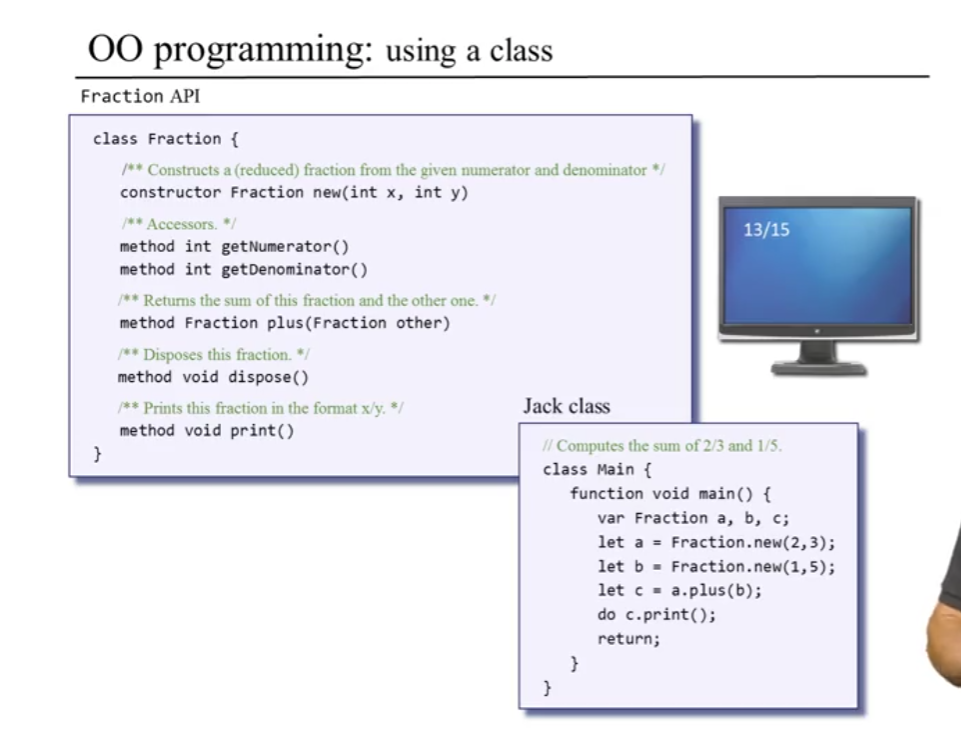 OO programming: using a class
Fraction API
class Fraction {
/** Constructs a (reduced) fraction from the given numerator and denominator */
constructor Fraction new(int x, int y)
/** Accessors. */
method int getNumerator()
method int getDenominator()
/** Returns the sum of this fraction and the other one. */
method Fraction plus(Fraction other)
/** Disposes this fraction. */
method void dispose()
/** Prints this fraction in the format x/y. */
method void print()
}
13/15
Jack class
// Computes the sum of 2/3 and 1/5.
class Main {
function void main() {
var Fraction a, b, c;
let a = Fraction.new(2,3);
let b = Fraction.new(1,5);
let c = a.plus(b);
do c.print();
return;
}
}